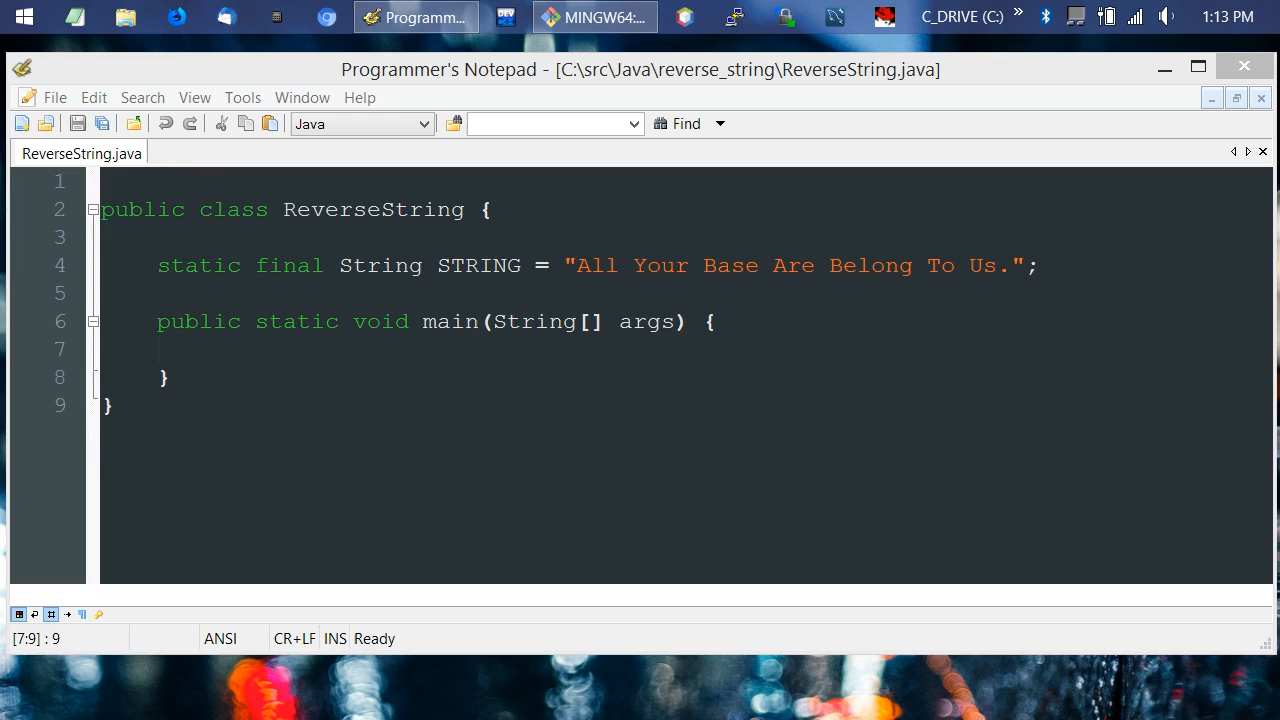 Programm...
DEV
MINGW64:...
C_DRIVE (C:) »
1:13 PM
Programmer's Notepad - [C:\src\Java\reverse_string\ReverseString.java]
File Edit Search View Tools Window Help
Java
Find
ReverseString.java
1
2 public class ReverseString {
3
4 static final String STRING = "All Your Base Are Belong To Us.";
5
6 public static void main(String[] args) {
7
8 }
9 }
[7:9] : 9 ANSI CR+LF INS Ready